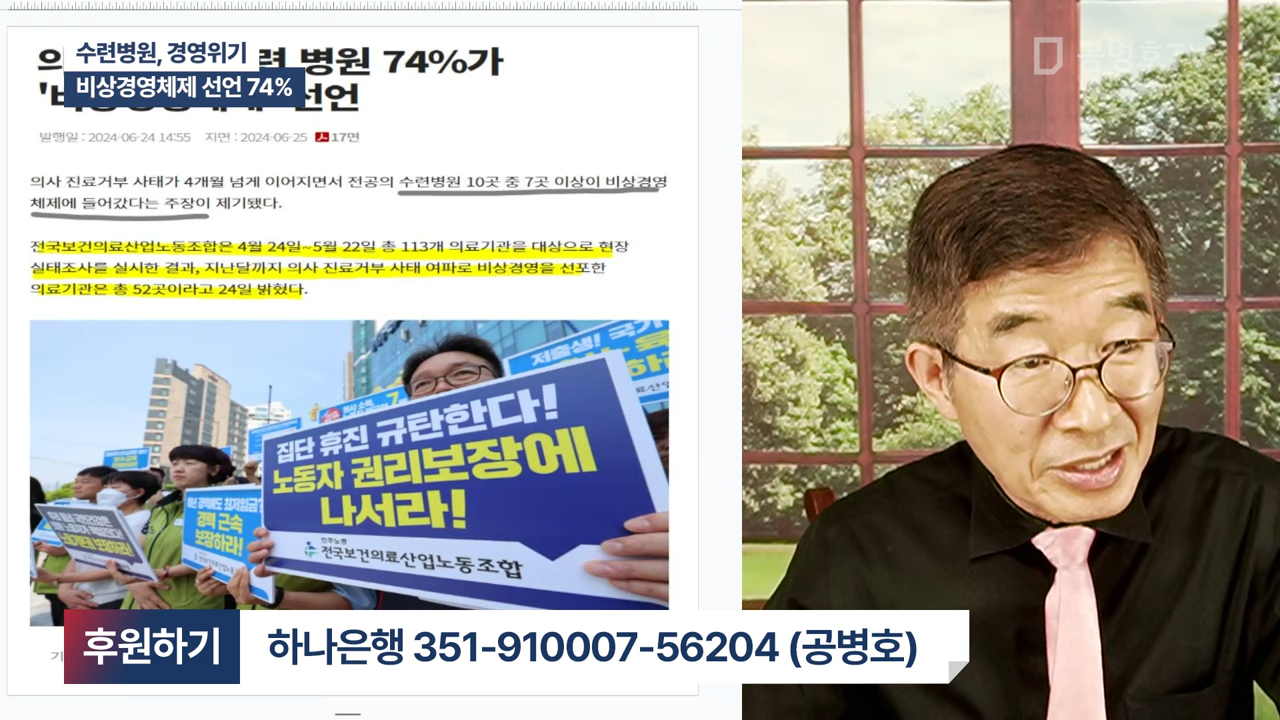 수련병원, 경영위기
비상경영체제 선언 74%
병원 74%가
선언
발행일 : 2024-06-24 14:55 지면 : 2024-06-25 17면
의사 진료거부 사태가 4개월 넘게 이어지면서 전공의 수련병원 10곳 중 7곳 이상이 비상경영
체제에 들어갔다는 주장이 제기됐다.
전국보건의료산업노동조합은 4월 24일~5월 22일 총 113개 의료기관을 대상으로 현장
실태조사를 실시한 결과, 지난달까지 의사 진료거부 사태 여파로 비상경영을 선포한
의료기관은 총 52곳이라고 24일 밝혔다.
저출생! 국가
집단 휴진 규탄한다!
노동자 권리보장에
나서라!
전국보건의료산업노동조합
경력 근속
보장하라!
공병호TV
후원하기
하나은행 351-910007-56204 (공병호)